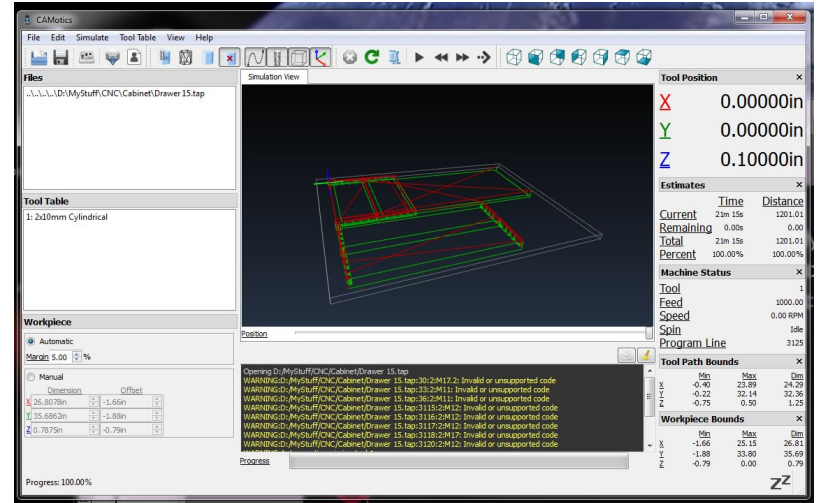 CAMotics
File Edit Simulate Tool Table View Help
Files
..\..\..\..\D:\MyStuff\CNC\Cabinet\Drawer 15.tap
Tool Table
1: 2x10mm Cylindrical
Workpiece
Automatic
Margin 5.00 %
Manual
Dimension Offset
X 26.8078in -1.66in
Y 35.6862in -1.88in
Z 0.7875in -0.79in
Progress: 100.00%
Simulation View
Position
Opening D:/MyStuff/CNC/Cabinet/Drawer 15.tap
WARNING:D:/MyStuff/CNC/Cabinet/Drawer 15.tap:30:2:M17.2: Invalid or unsupported code
WARNING:D:/MyStuff/CNC/Cabinet/Drawer 15.tap:33:2:M11: Invalid or unsupported code
WARNING:D:/MyStuff/CNC/Cabinet/Drawer 15.tap:36:2:M11: Invalid or unsupported code
WARNING:D:/MyStuff/CNC/Cabinet/Drawer 15.tap:3115:2:M12: Invalid or unsupported code
WARNING:D:/MyStuff/CNC/Cabinet/Drawer 15.tap:3116:2:M12: Invalid or unsupported code
WARNING:D:/MyStuff/CNC/Cabinet/Drawer 15.tap:3117:2:M12: Invalid or unsupported code
WARNING:D:/MyStuff/CNC/Cabinet/Drawer 15.tap:3118:2:M17: Invalid or unsupported code
WARNING:D:/MyStuff/CNC/Cabinet/Drawer 15.tap:3120:2:M12: Invalid or unsupported code
Progress
Tool Position
X 0.00000in
Y 0.00000in
Z 0.10000in
Estimates
Time Distance
Current 21m 15s 1201.01
Remaining 0.00s 0.00
Total 21m 15s 1201.01
Percent 100.00% 100.00%
Machine Status
Tool 1
Feed 1000.00
Speed 0.00 RPM
Spin Idle
Program Line 3125
Tool Path Bounds
Min Max Dim
X -0.40 23.89 24.29
Y -0.22 32.14 32.36
Z -0.75 0.50 1.25
Workpiece Bounds
Min Max Dim
X -1.66 25.15 26.81
Y -1.88 33.80 35.69
Z -0.79 0.00 0.79
zZ